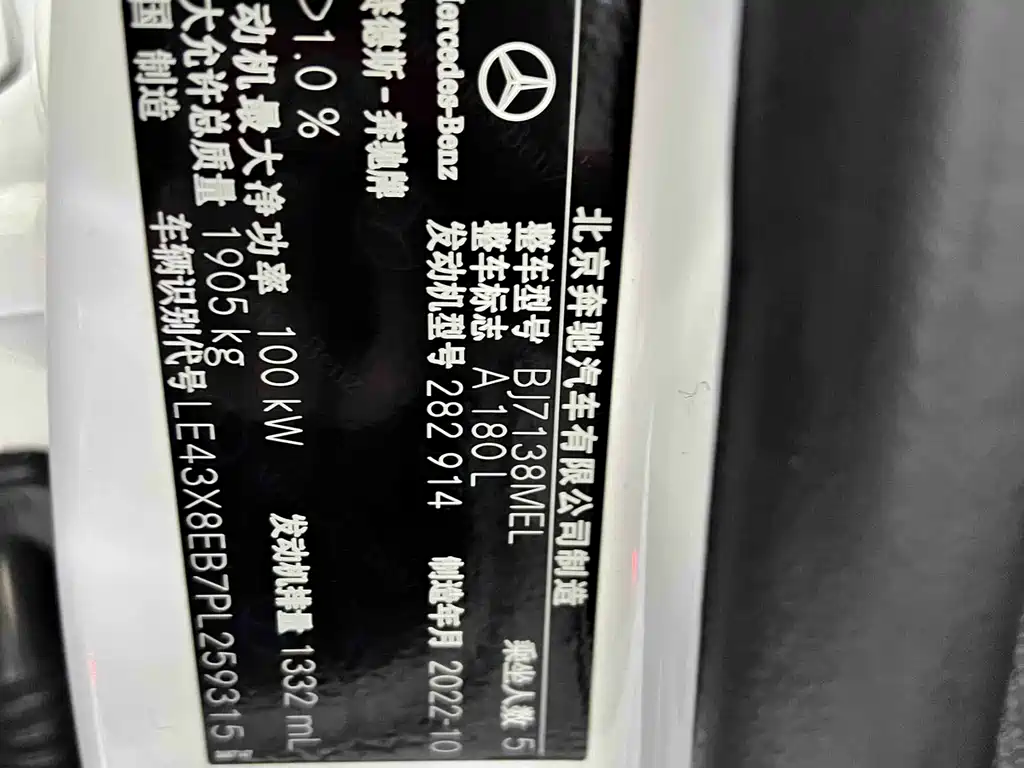 北京奔驰汽车有限公司制造
整车型号 BJ7138MEL 乘坐人数 5
整车标志 A 180 L
Mercedes-Benz 发动机型号 282 914 制造年月 2022-10
德斯-奔驰牌
>1.0 %
动机最大净功率 100 kW 发动机排量 1332 mL
大允许总质量 1905 kg
国 制造 车辆识别代号 LE43X8EB7PL259315